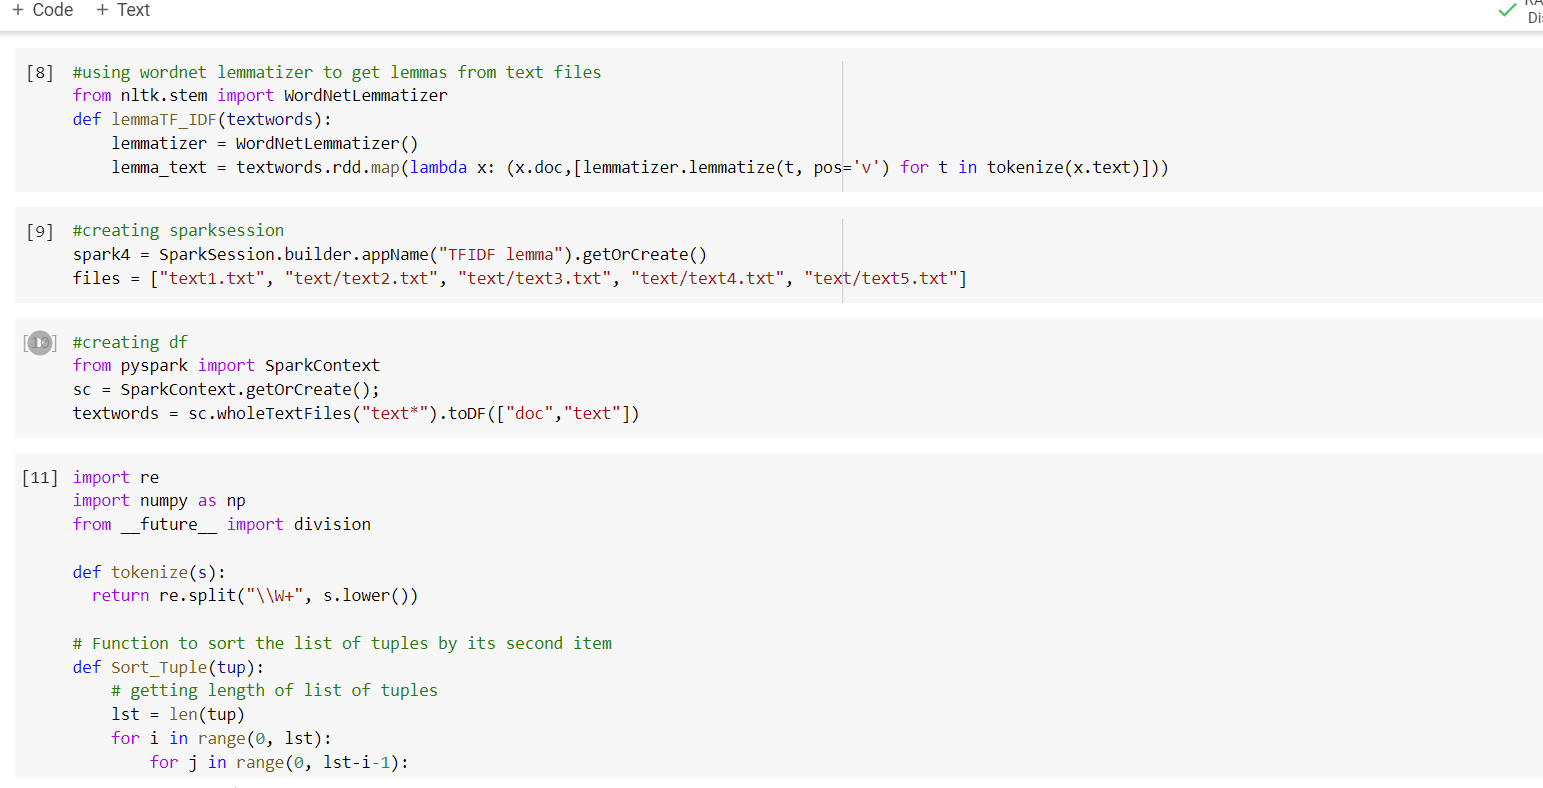 + Code + Text
[8] #using wordnet lemmatizer to get lemmas from text files
from nltk.stem import WordNetLemmatizer
def lemmaTF_IDF(textwords):
    lemmatizer = WordNetLemmatizer()
    lemma_text = textwords.rdd.map(lambda x: (x.doc,[lemmatizer.lemmatize(t, pos='v') for t in tokenize(x.text)]))
[9] #creating sparksession
spark4 = SparkSession.builder.appName("TFIDF lemma").getOrCreate()
files = ["text1.txt", "text/text2.txt", "text/text3.txt", "text/text4.txt", "text/text5.txt"]
#creating df
from pyspark import SparkContext
sc = SparkContext.getOrCreate();
textwords = sc.wholeTextFiles("text*").toDF(["doc","text"])
[11] import re
import numpy as np
from __future__ import division
def tokenize(s):
  return re.split("\\W+", s.lower())
# Function to sort the list of tuples by its second item
def Sort_Tuple(tup):
    # getting length of list of tuples
    lst = len(tup)
    for i in range(0, lst):
        for j in range(0, lst-i-1):